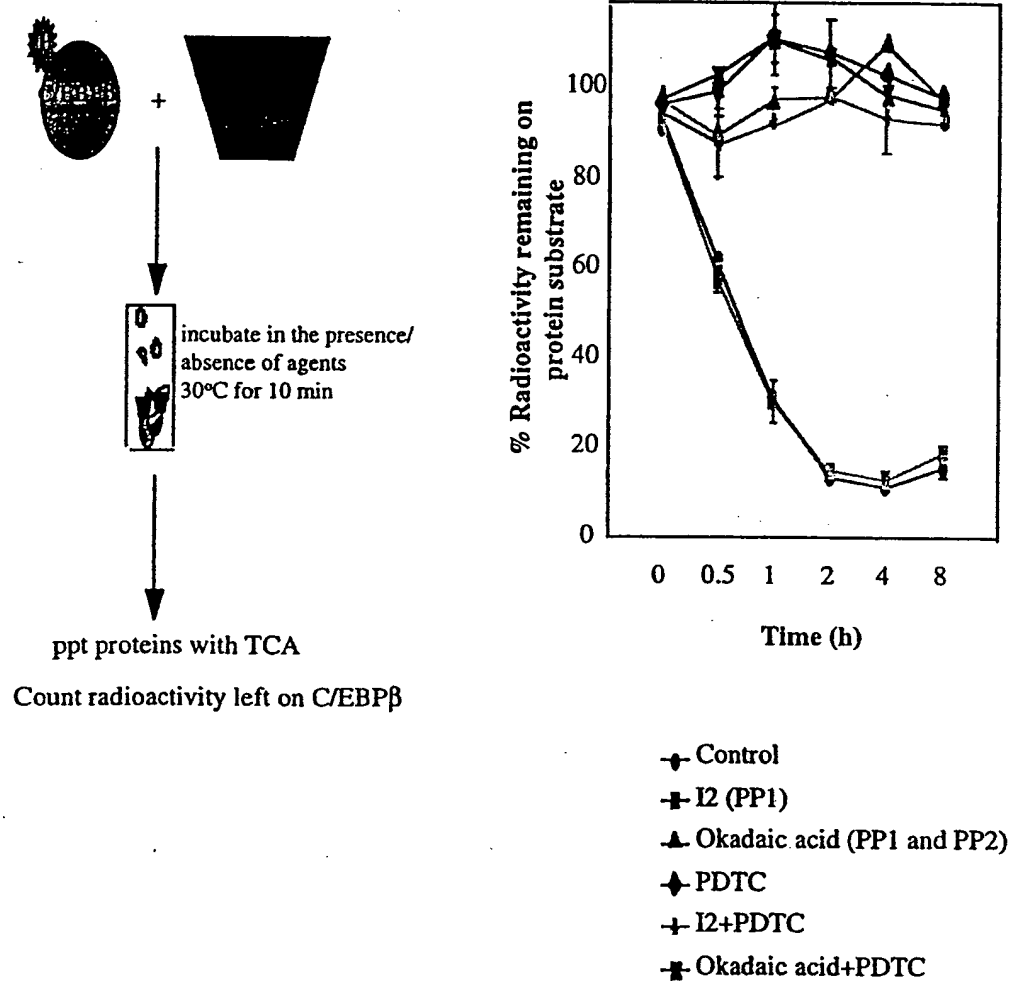 +
incubate in the presence/
absence of agents
30°C for 10 min
ppt proteins with TCA
Count radioactivity left on C/EBPβ
% Radioactivity remaining on
protein substrate
100
80
60
40
20
0
0 0.5 1 2 4 8
Time (h)
Control
I2 (PP1)
Okadaic acid (PP1 and PP2)
PDTC
I2+PDTC
Okadaic acid+PDTC